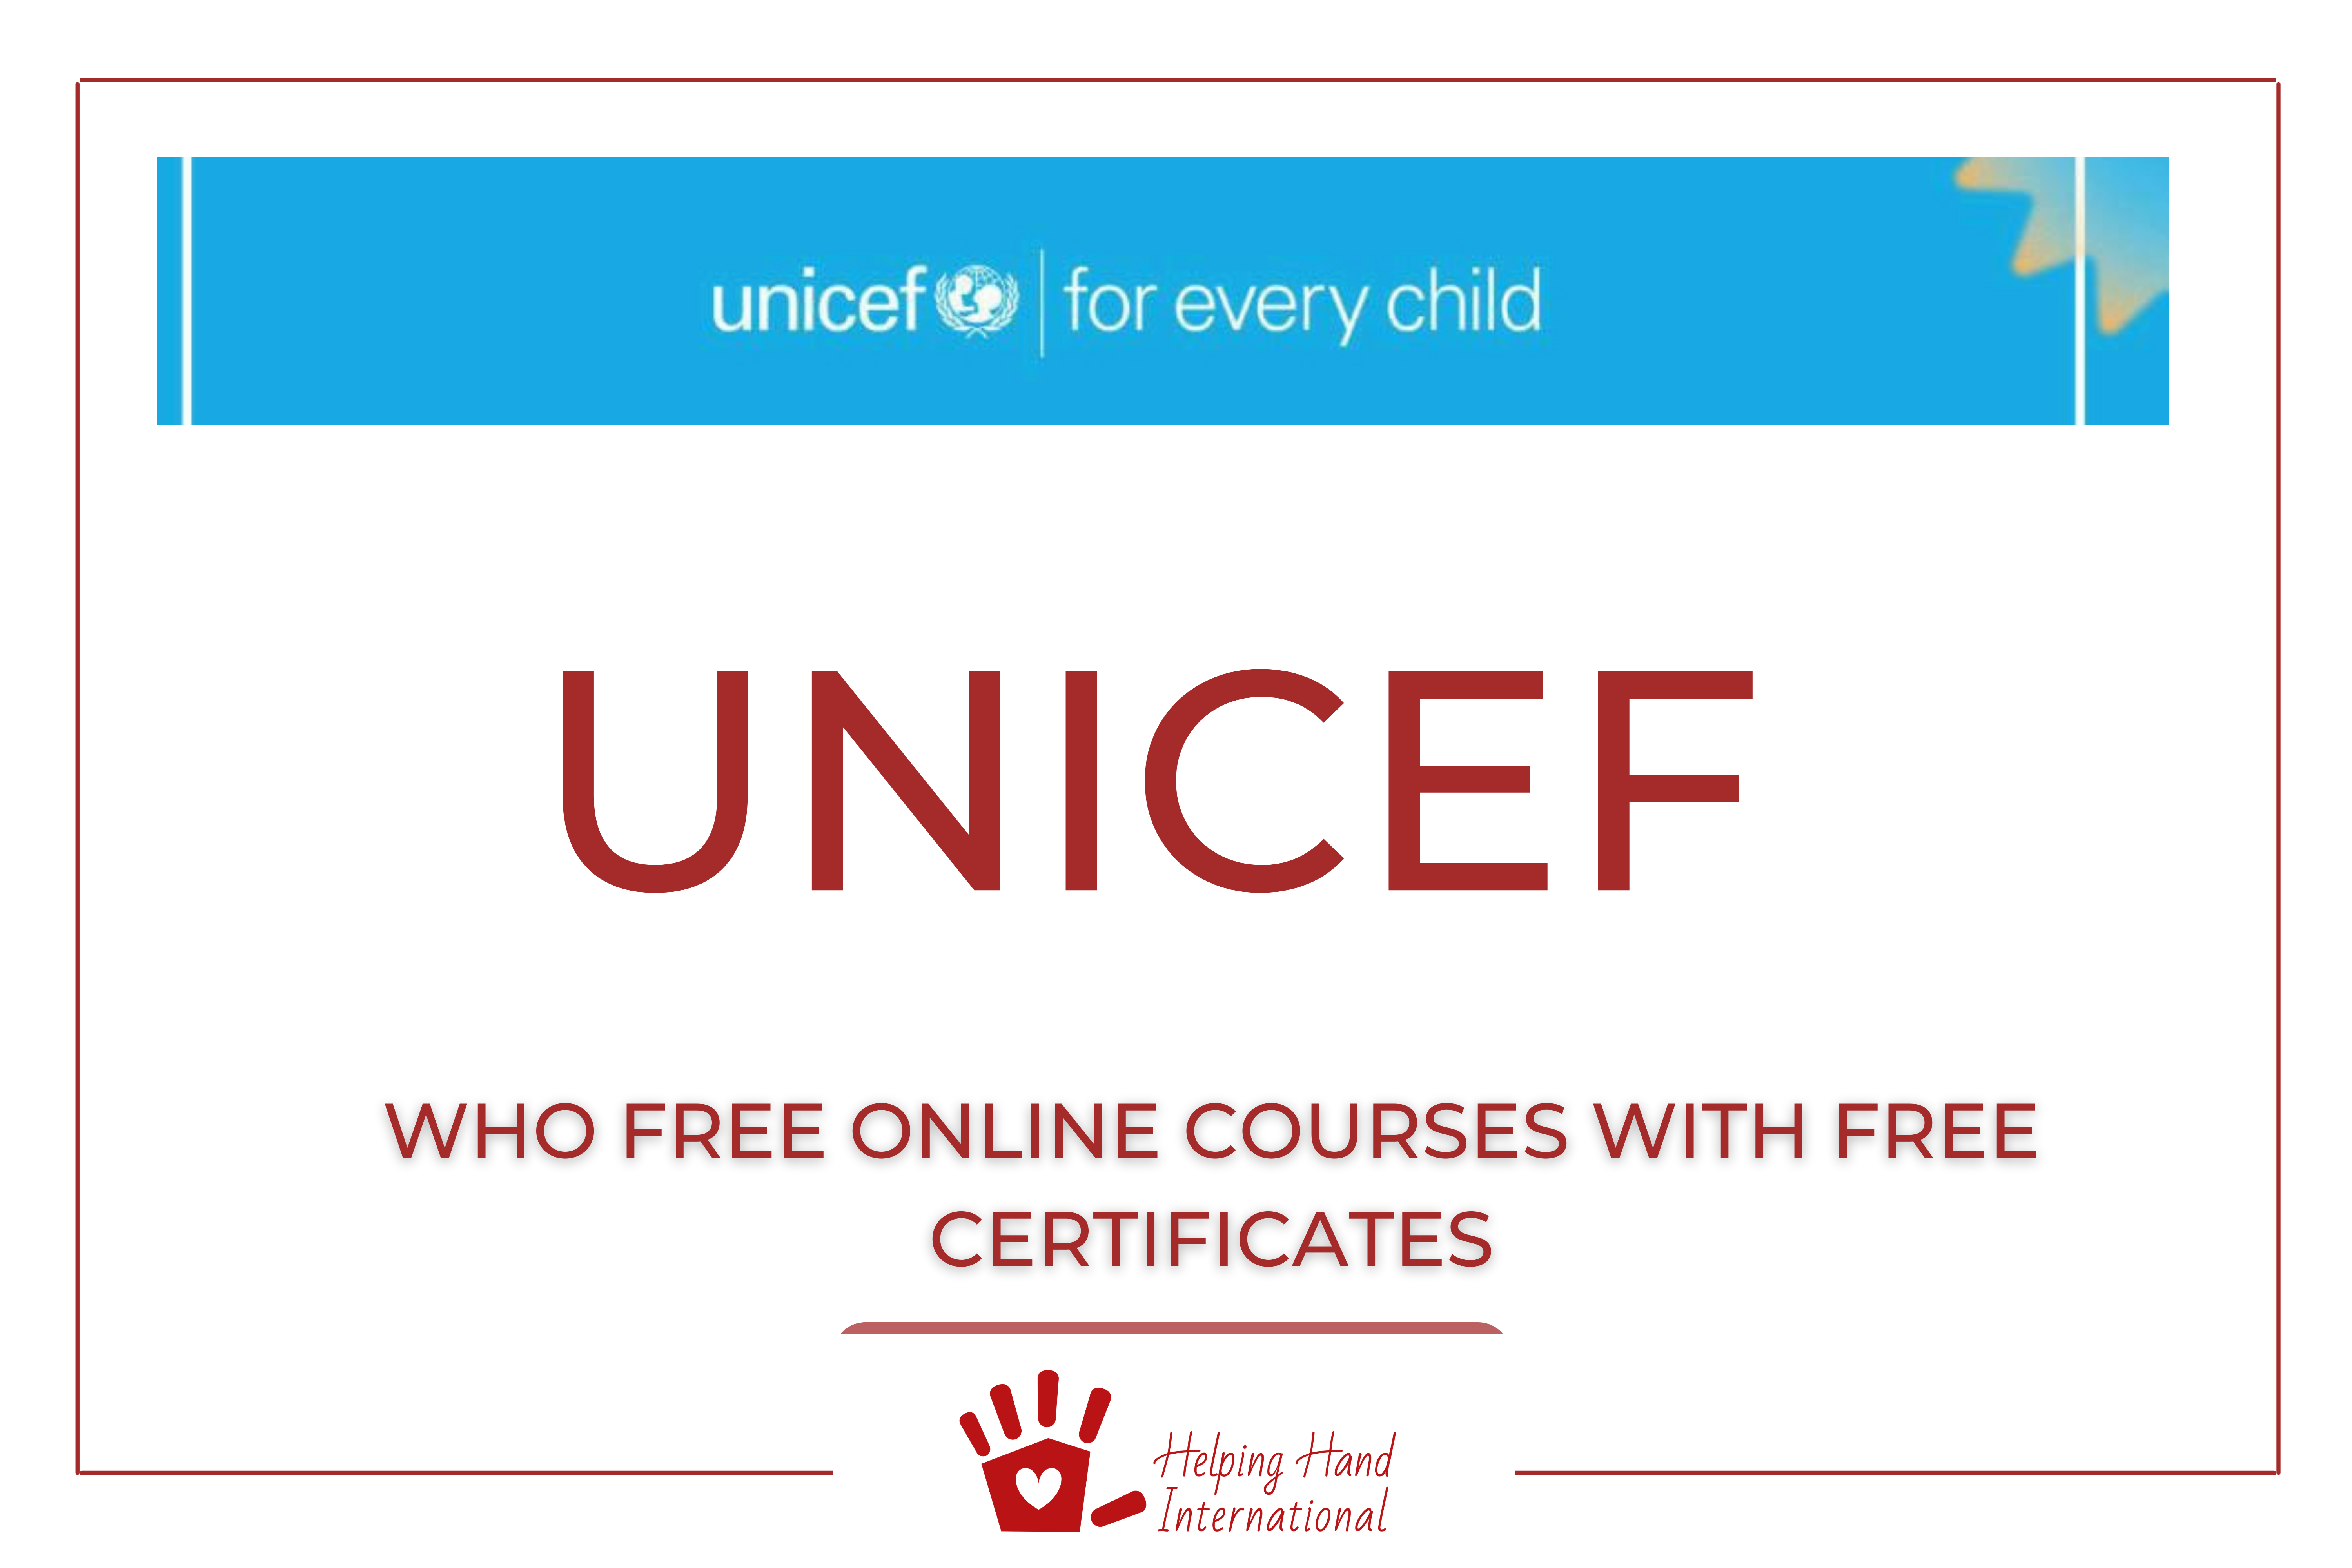 unicef | for every child
UNICEF
WHO FREE ONLINE COURSES WITH FREE
CERTIFICATES
Helping Hand
International